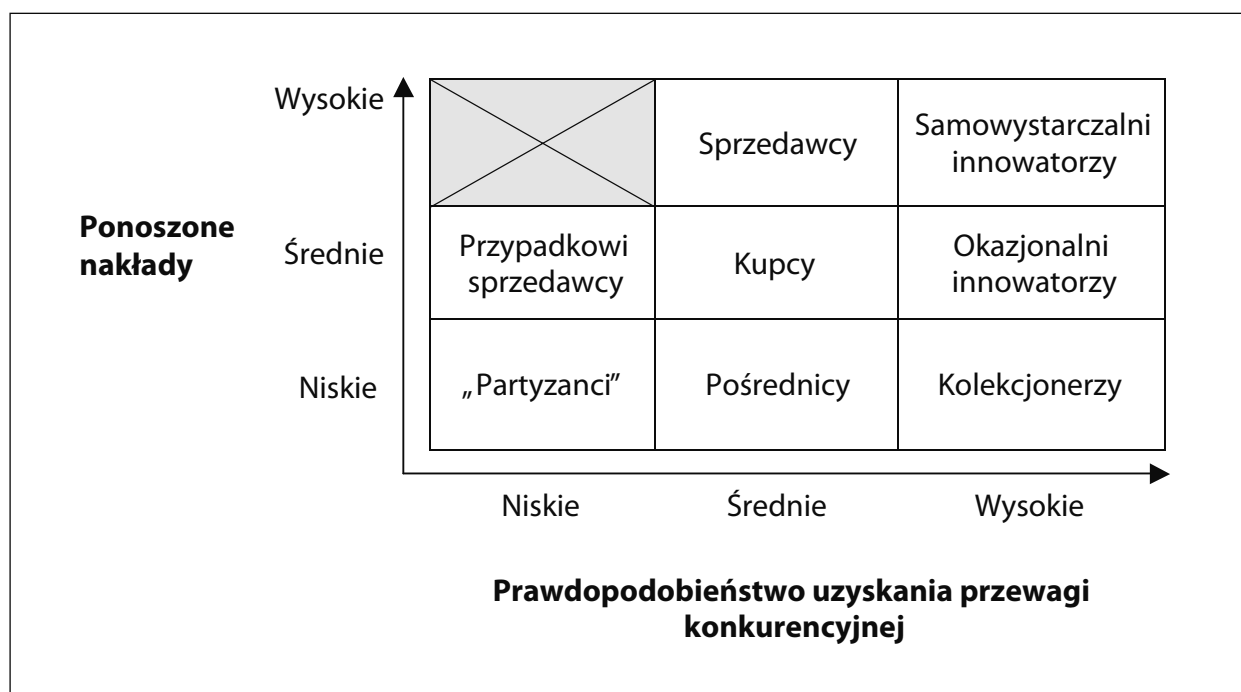 Wysokie
Sprzedawcy
Samowystarczalni
innowatorzy
Ponoszone
nakłady
Średnie
Przypadkowi
sprzedawcy
Kupcy
Okazjonalni
innowatorzy
Niskie
„Partyzanci”
Pośrednicy
Kolekcjonerzy
Niskie
Średnie
Wysokie
Prawdopodobieństwo uzyskania przewagi
konkurencyjnej